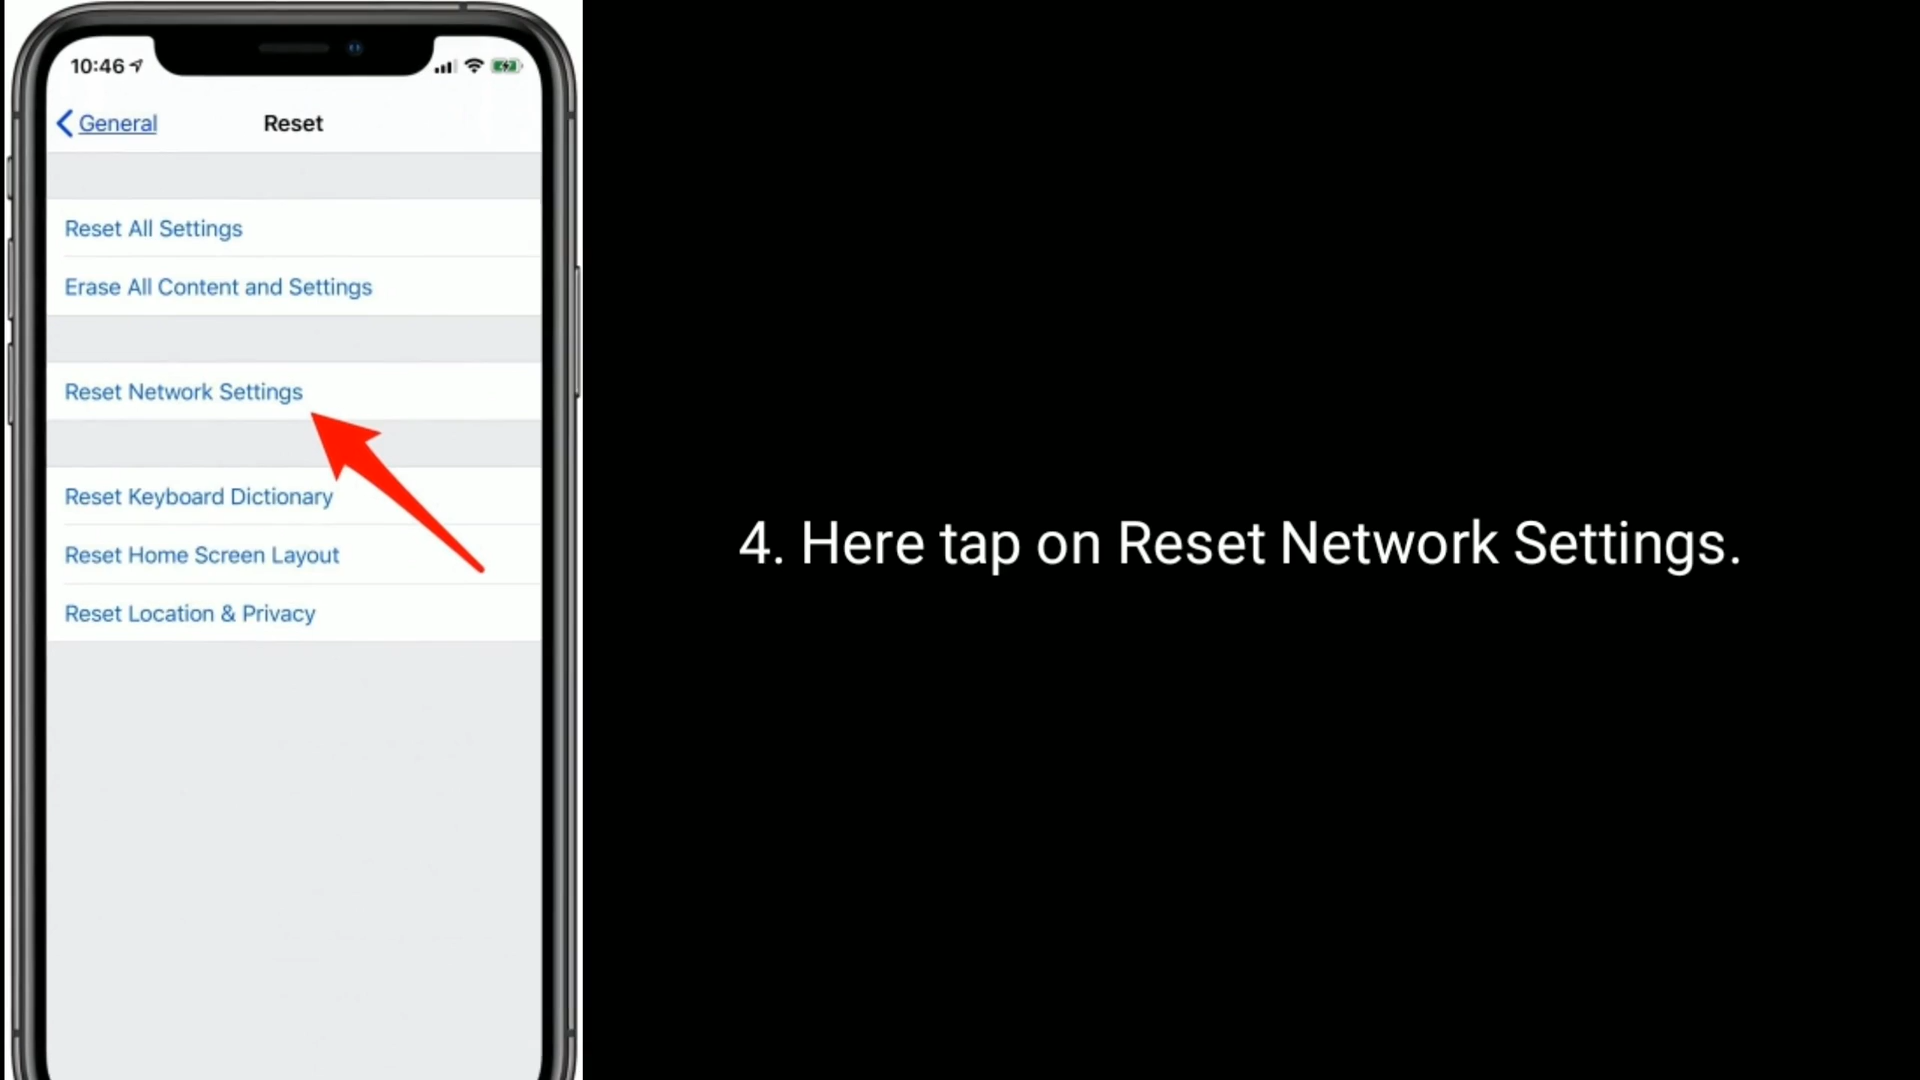 10:46
General
Reset
Reset All Settings
Erase All Content and Settings
Reset Network Settings
Reset Keyboard Dictionary
Reset Home Screen Layout
Reset Location & Privacy
4. Here tap on Reset Network Settings.